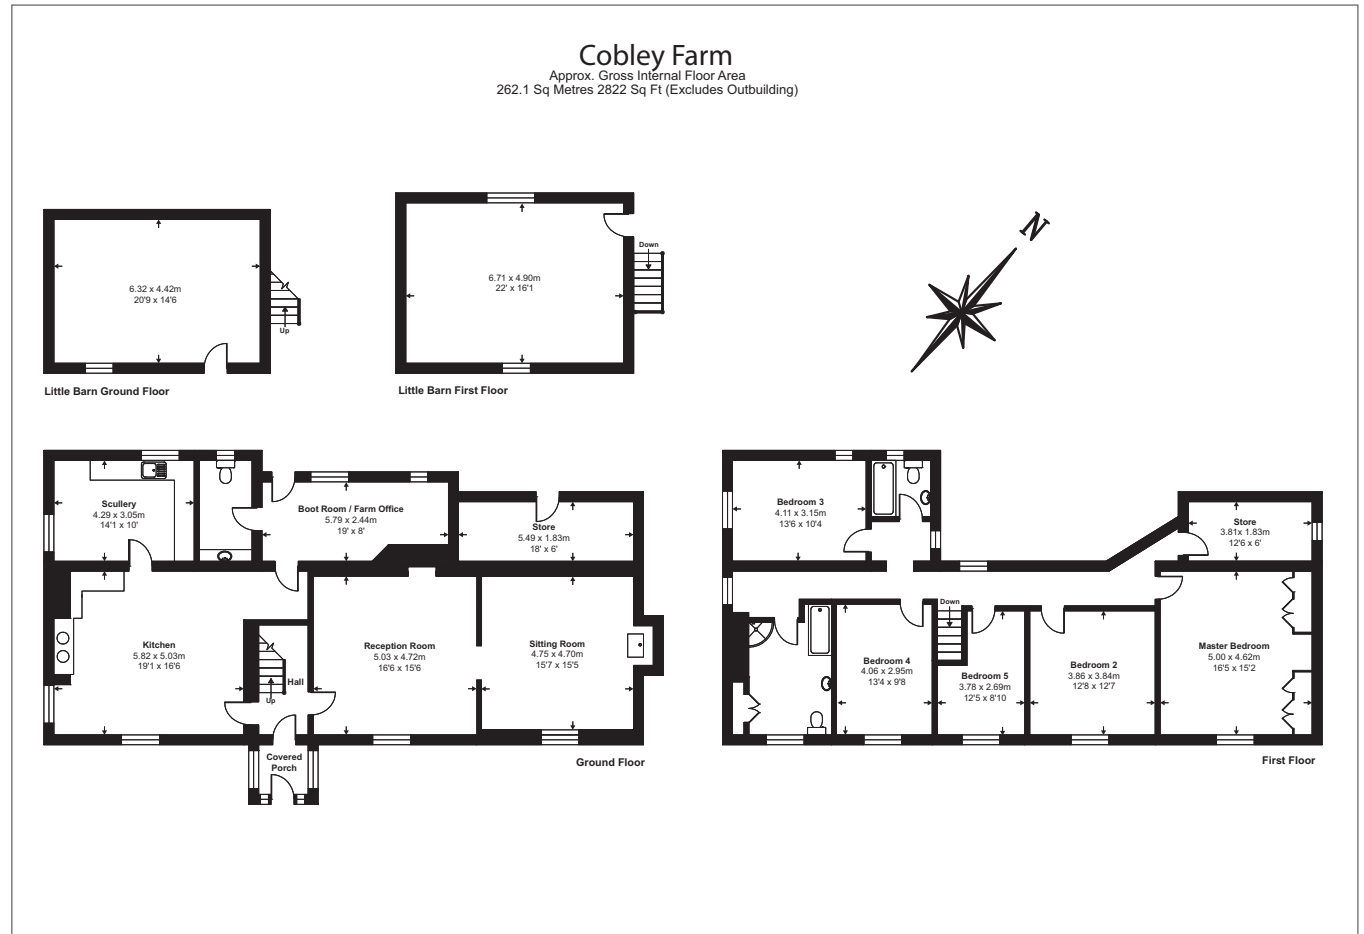 Cobley Farm
Approx. Gross Internal Floor Area
262.1 Sq Metres 2822 Sq Ft (Excludes Outbuilding)
N
6.32 x 4.42m
20'9 x 14'6
Up
Little Barn Ground Floor
6.71 x 4.90m
22' x 16'1
Down
Little Barn First Floor
Scullery
4.29 x 3.05m
14'1 x 10'
Boot Room / Farm Office
5.79 x 2.44m
19' x 8'
Store
5.49 x 1.83m
18' x 6'
Kitchen
5.82 x 5.03m
19'1 x 16'6
Hall
Up
Reception Room
5.03 x 4.72m
16'6 x 15'6
Sitting Room
4.75 x 4.70m
15'7 x 15'5
Covered
Porch
Ground Floor
Bedroom 3
4.11 x 3.15m
13'6 x 10'4
Store
3.81x 1.83m
12'6 x 6'
Down
Bedroom 4
4.06 x 2.95m
13'4 x 9'8
Bedroom 5
3.78 x 2.69m
12'5 x 8'10
Bedroom 2
3.86 x 3.84m
12'8 x 12'7
Master Bedroom
5.00 x 4.62m
16'5 x 15'2
First Floor